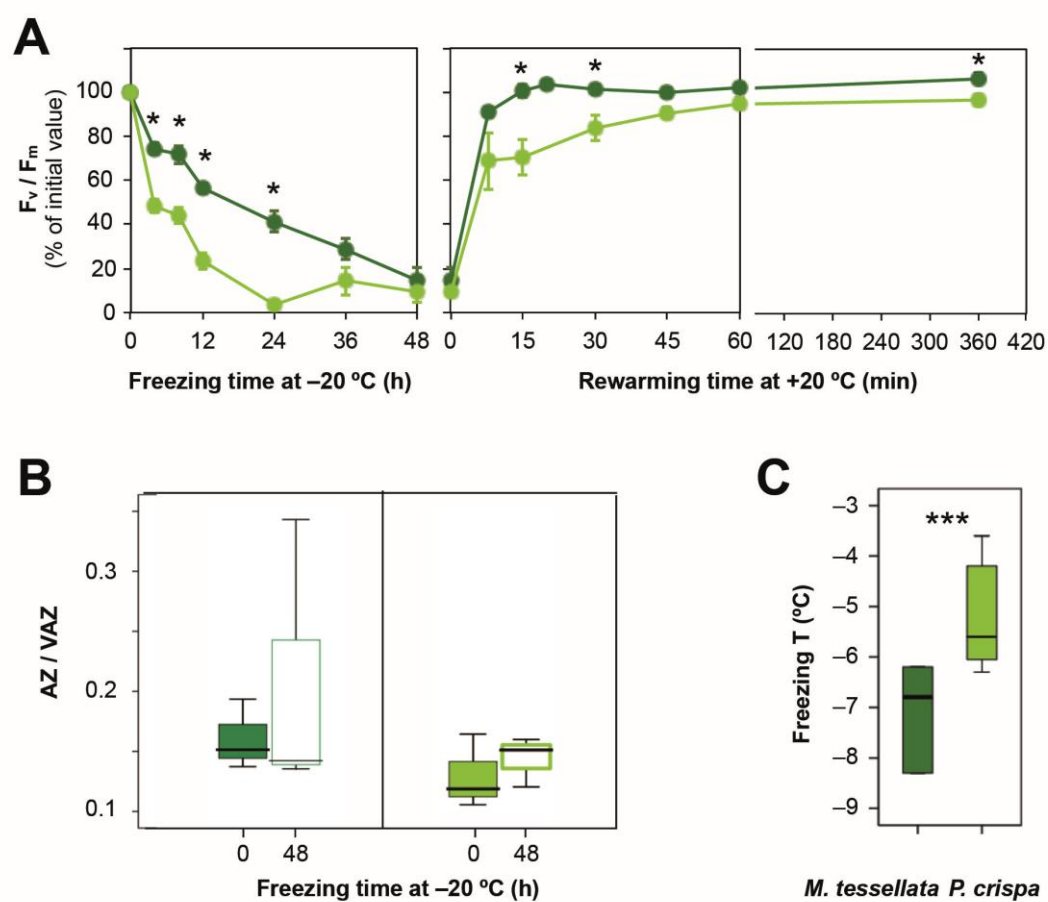 A
F_v / F_m
(% of initial value)
100
80
60
40
20
0
* * * * * * *
0 12 24 36 48
0 15 30 45 60
120 180 240 300 360 420
Freezing time at –20 ºC (h)
Rewarming time at +20 ºC (min)
B
AZ / VAZ
0.3
0.2
0.1
0 48 0 48
Freezing time at –20 ºC (h)
C
Freezing T (ºC)
–3
–4
–5
–6
–7
–8
–9
***
M. tessellata P. crispa